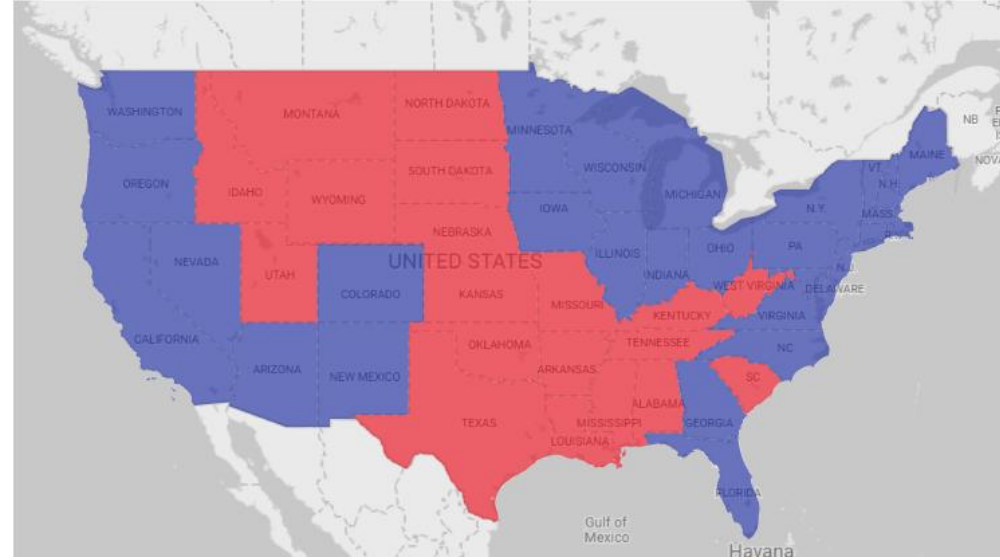 WASHINGTON
MONTANA
NORTH DAKOTA
MINNESOTA
NB
MAINE
VT.
N.H.
OREGON
IDAHO
WYOMING
SOUTH DAKOTA
WISCONSIN
MICHIGAN
N.Y.
MASS.
IOWA
NEBRASKA
NEVADA
UTAH
UNITED STATES
ILLINOIS
INDIANA
OHIO
PA
N.J.
COLORADO
KANSAS
MISSOURI
WEST VIRGINIA
DELAWARE
KENTUCKY
VIRGINIA
CALIFORNIA
OKLAHOMA
TENNESSEE
NC
ARIZONA
NEW MEXICO
ARKANSAS
SC
ALABAMA
TEXAS
MISSISSIPPI
GEORGIA
LOUISIANA
FLORIDA
Gulf of
Mexico
Havana